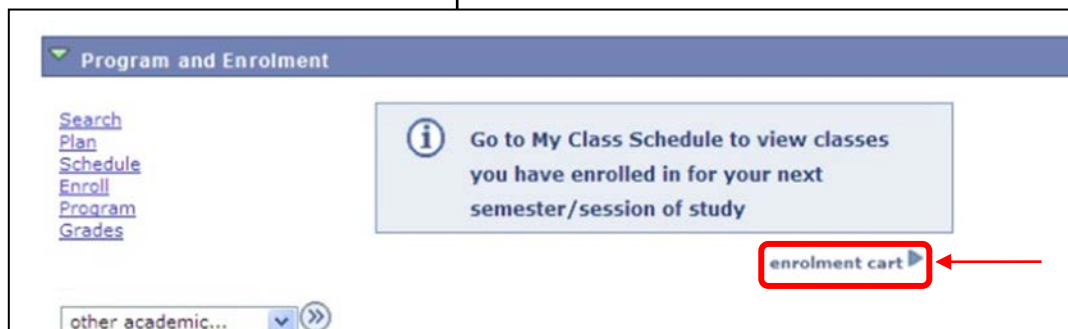 Program and Enrolment
Search
Plan
Schedule
Enroll
Program
Grades
Go to My Class Schedule to view classes
you have enrolled in for your next
semester/session of study
enrolment cart
other academic...